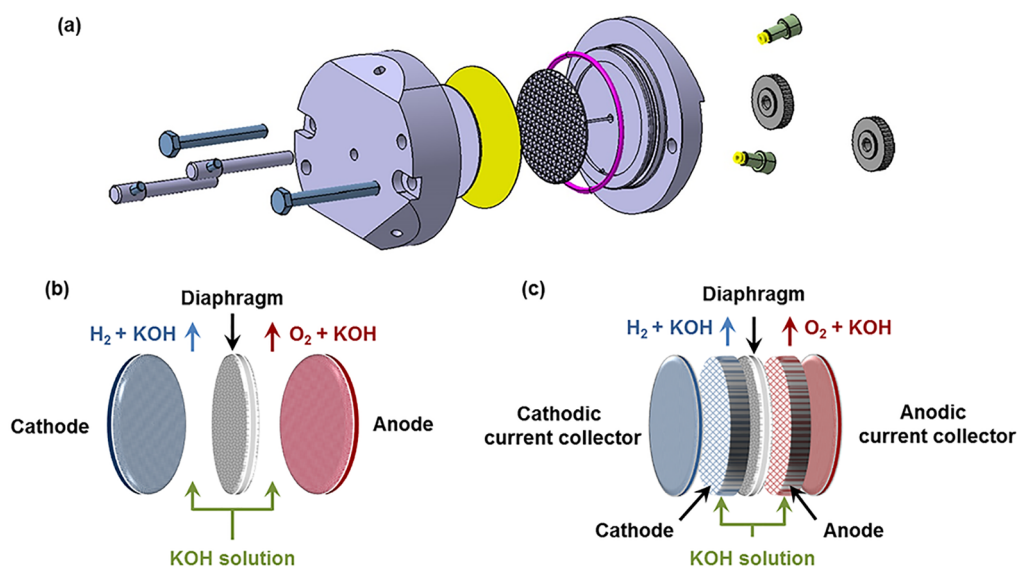 (a)
(b)
Diaphragm
H₂ + KOH
O₂ + KOH
Cathode
Anode
KOH solution
(c)
Diaphragm
H₂ + KOH
O₂ + KOH
Cathodic
current collector
Anodic
current collector
Cathode
Anode
KOH solution